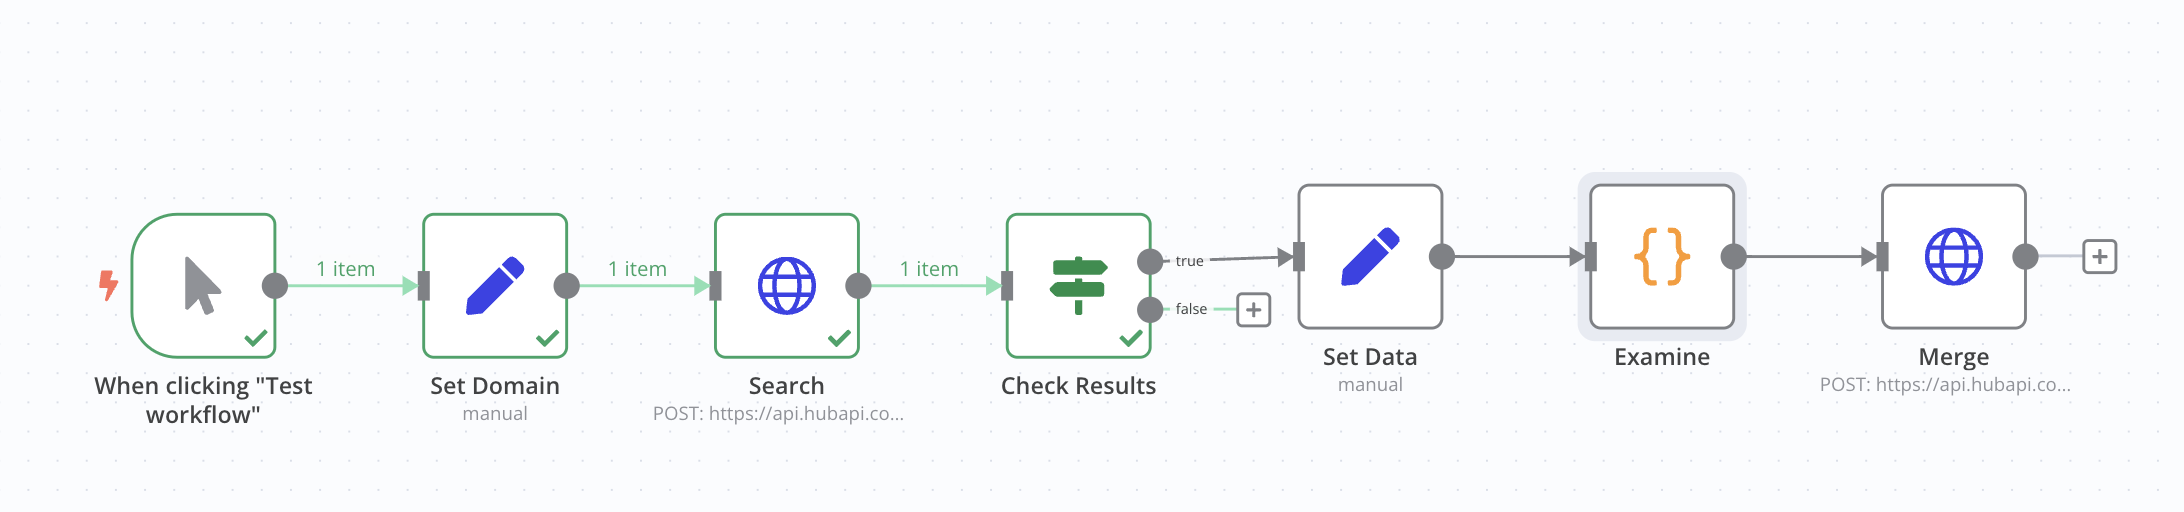 1 item
1 item
1 item
true
false
When clicking "Test
workflow"
Set Domain
manual
Search
POST: https://api.hubapi.co...
Check Results
Set Data
manual
Examine
Merge
POST: https://api.hubapi.co...